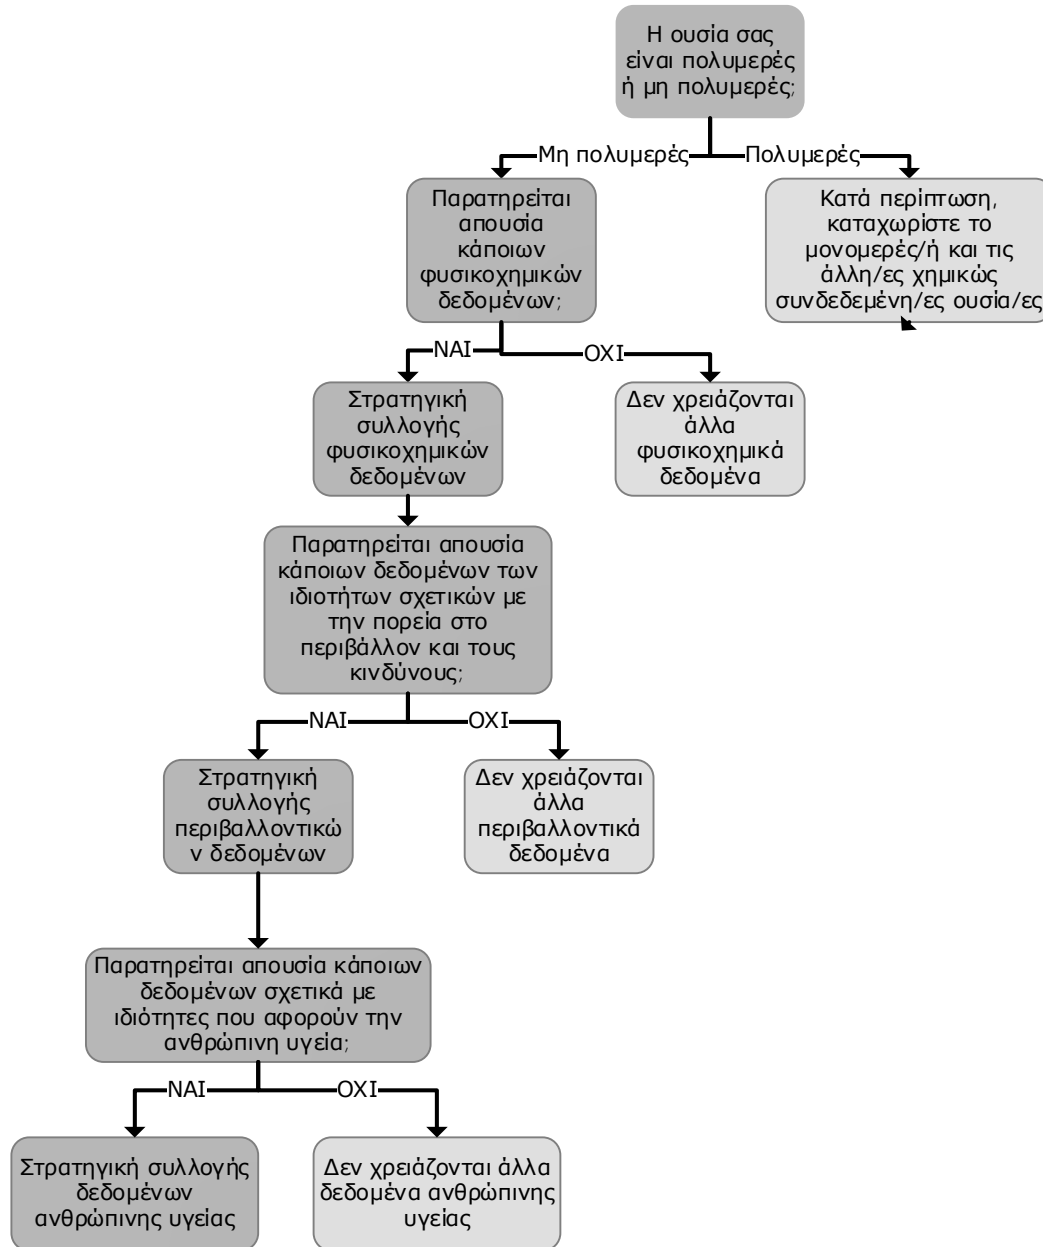 Η ουσία σας
είναι πολυμερές
ή μη πολυμερές;
Μη πολυμερές
Πολυμερές
Παρατηρείται
απουσία
κάποιων
φυσικοχημικών
δεδομένων;
Κατά περίπτωση,
καταχωρίστε το
μονομερές/ή και τις
άλλη/ες χημικώς
συνδεδεμένη/ες ουσία/ες
ΝΑΙ
ΟΧΙ
Στρατηγική
συλλογής
φυσικοχημικών
δεδομένων
Δεν χρειάζονται
άλλα
φυσικοχημικά
δεδομένα
Παρατηρείται απουσία
κάποιων δεδομένων των
ιδιοτήτων σχετικών με
την πορεία στο
περιβάλλον και τους
κινδύνους;
ΝΑΙ
ΟΧΙ
Στρατηγική
συλλογής
περιβαλλοντικώ
ν δεδομένων
Δεν χρειάζονται
άλλα
περιβαλλοντικά
δεδομένα
Παρατηρείται απουσία κάποιων
δεδομένων σχετικά με
ιδιότητες που αφορούν την
ανθρώπινη υγεία;
ΝΑΙ
ΟΧΙ
Στρατηγική συλλογής
δεδομένων
ανθρώπινης υγείας
Δεν χρειάζονται άλλα
δεδομένα ανθρώπινης
υγείας